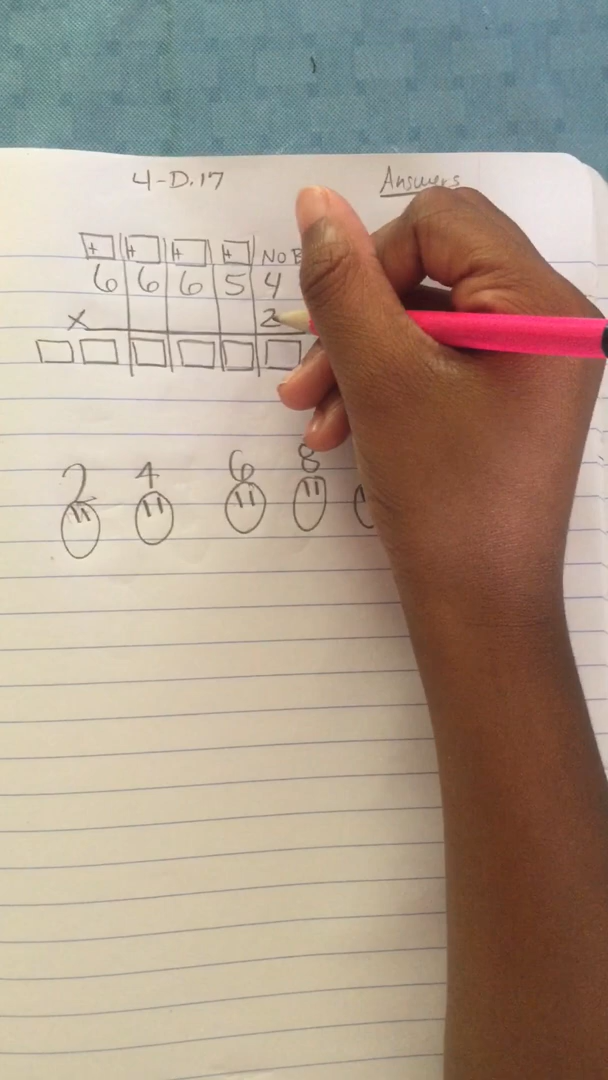 4-D.17 Answers
+ + + + NO
6 6 6 5 4
x 2
2 4 6 8